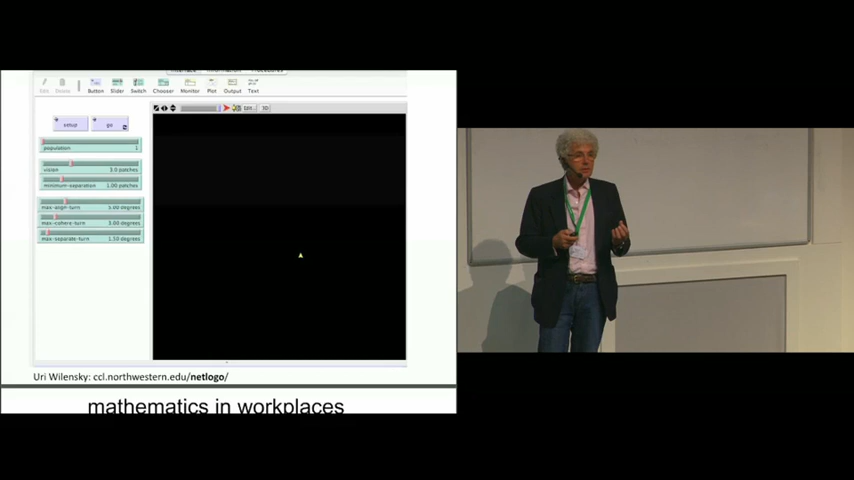 Edit Delete Button Slider Switch Chooser Monitor Plot Output Text
3D
setup go
population 1
vision 3.0 patches
minimum-separation 1.00 patches
max-align-turn 5.00 degrees
max-cohere-turn 3.00 degrees
max-separate-turn 1.50 degrees
Uri Wilensky: ccl.northwestern.edu/netlogo/
mathematics in workplaces